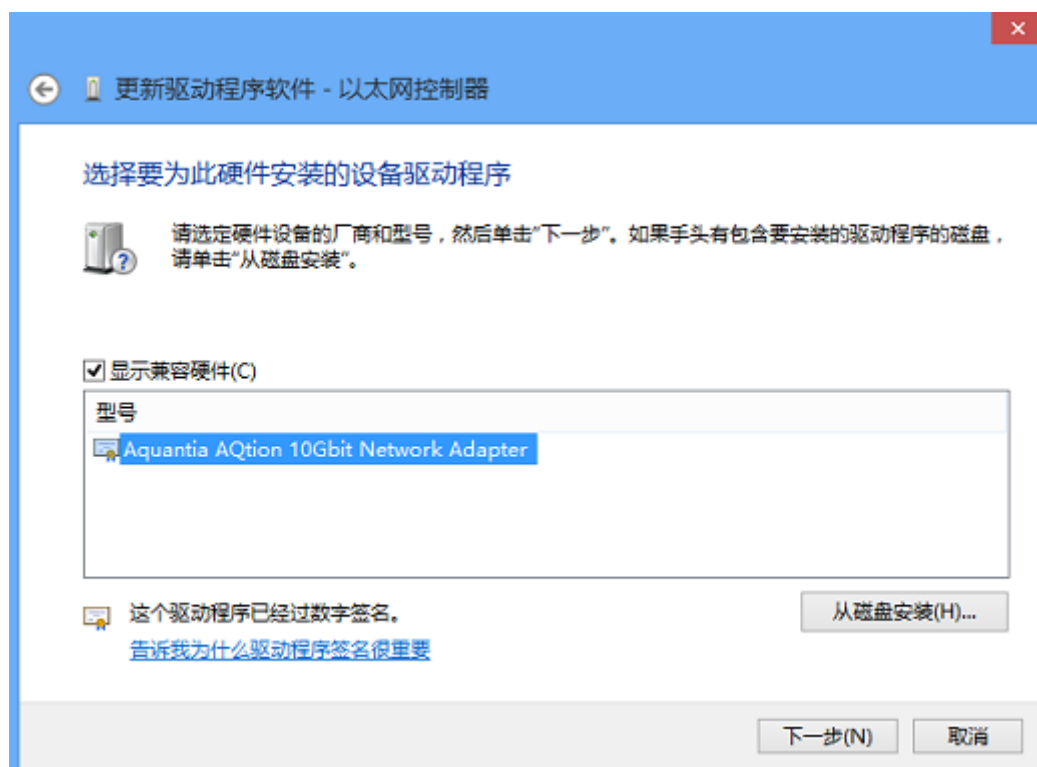 更新驱动程序软件 - 以太网控制器
选择要为此硬件安装的设备驱动程序
请选定硬件设备的厂商和型号，然后单击“下一步”。如果手头有包含要安装的驱动程序的磁盘，
请单击“从磁盘安装”。
显示兼容硬件(C)
型号
Aquantia AQtion 10Gbit Network Adapter
这个驱动程序已经过数字签名。
从磁盘安装(H)...
告诉我为什么驱动程序签名很重要
下一步(N)
取消